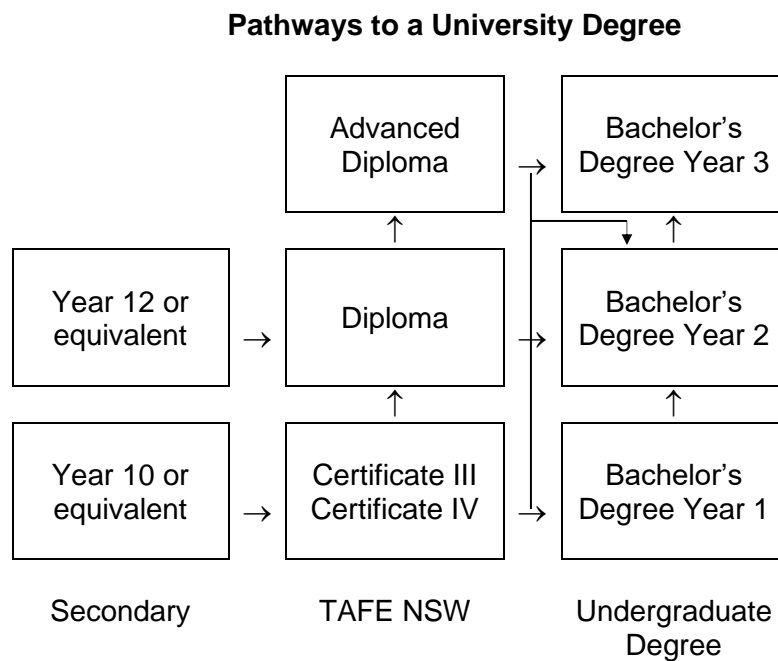 Pathways to a University Degree
Advanced
Diploma
→
Bachelor’s
Degree Year 3
↑
↑
Year 12 or
equivalent
→
Diploma
→
Bachelor’s
Degree Year 2
↑
↑
Year 10 or
equivalent
→
Certificate III
Certificate IV
→
Bachelor’s
Degree Year 1
Secondary
TAFE NSW
Undergraduate
Degree